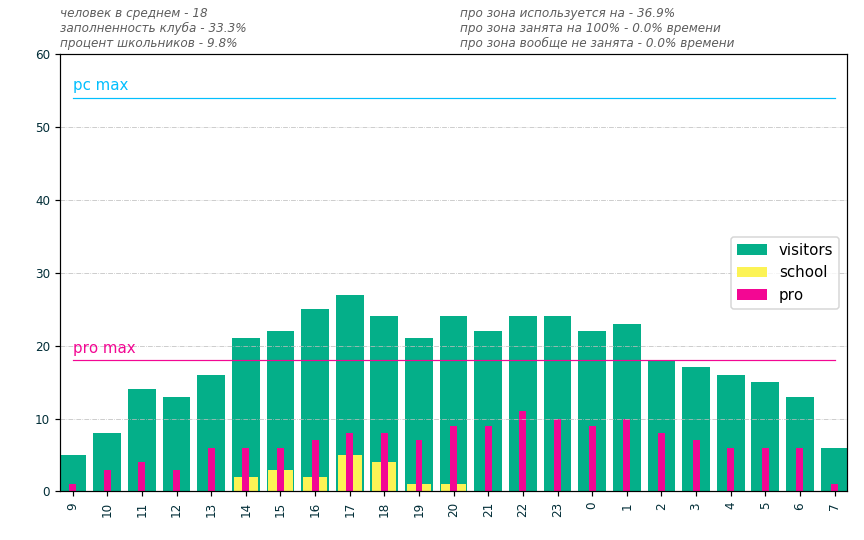 человек в среднем - 18
заполненность клуба - 33.3%
процент школьников - 9.8%
про зона используется на - 36.9%
про зона занята на 100% - 0.0% времени
про зона вообще не занята - 0.0% времени
60
pc max
50
40
30
visitors
school
pro
20
pro max
10
0
9 10 11 12 13 14 15 16 17 18 19 20 21 22 23 0 1 2 3 4 5 6 7